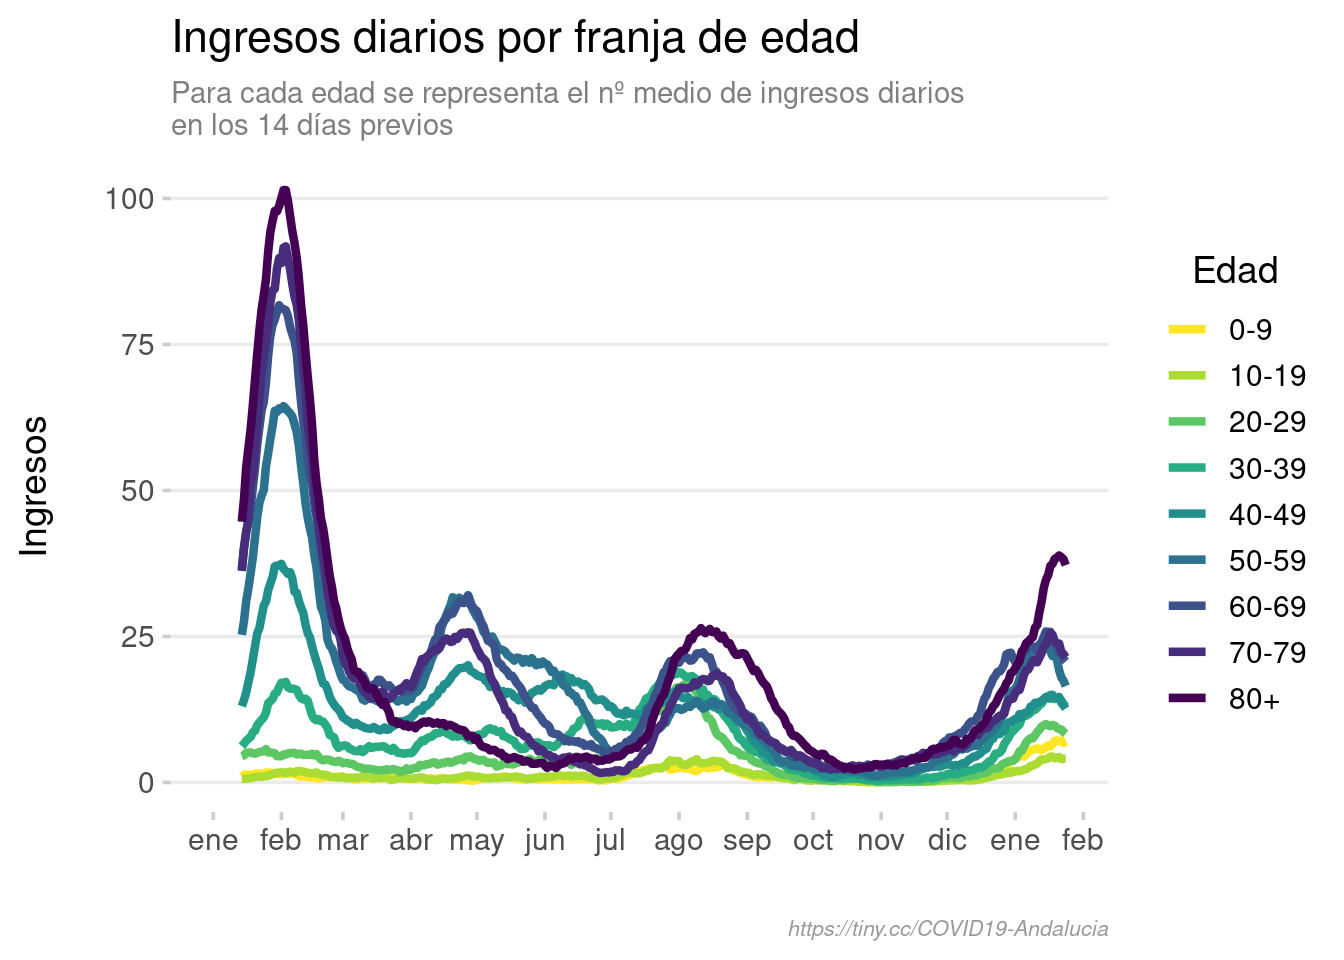 Ingresos diarios por franja de edad
Para cada edad se representa el nº medio de ingresos diarios
en los 14 días previos
Ingresos
100
75
50
25
0
ene feb mar abr may jun jul ago sep oct nov dic ene feb
Edad
0-9
10-19
20-29
30-39
40-49
50-59
60-69
70-79
80+
https://tiny.cc/COVID19-Andalucia